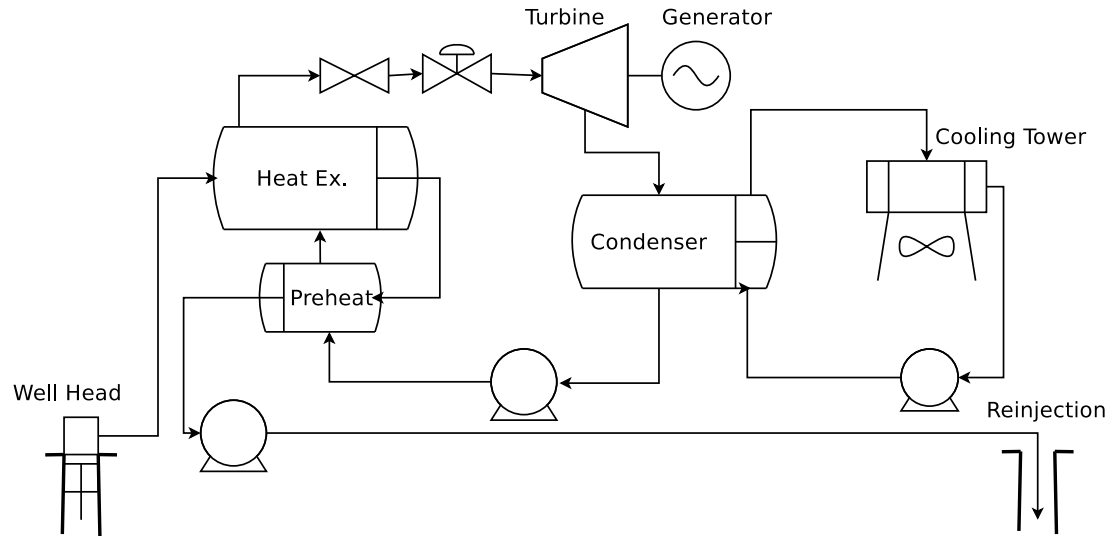 Turbine
Generator
Cooling Tower
Heat Ex.
Condenser
Preheat
Well Head
Reinjection